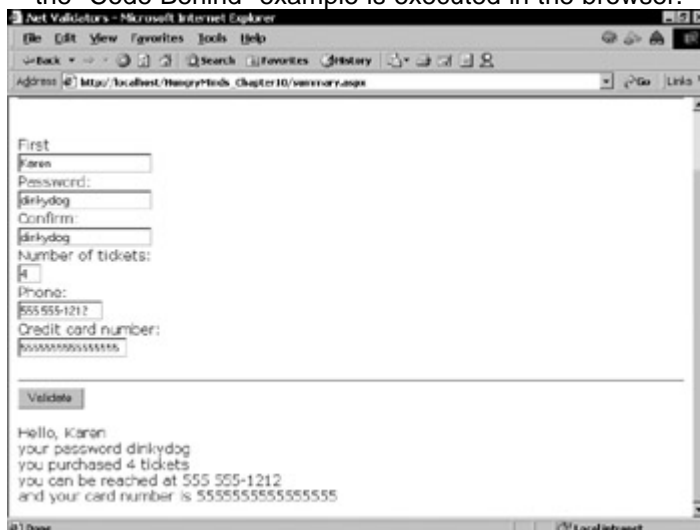 the "Code Behind" example is executed in the browser.
.Net Validators - Microsoft Internet Explorer
File Edit View Favorites Tools Help
Back Search Favorites History
Address http://localhost/HungryMinds_Chapter10/summary.aspx Go Links
First
Karen
Password:
dinkydog
Confirm:
dinkydog
Number of tickets:
4
Phone:
555 555-1212
Credit card number:
5555555555555555
Validate
Hello, Karen
your password dinkydog
you purchased 4 tickets
you can be reached at 555 555-1212
and your card number is 5555555555555555
Done Local intranet